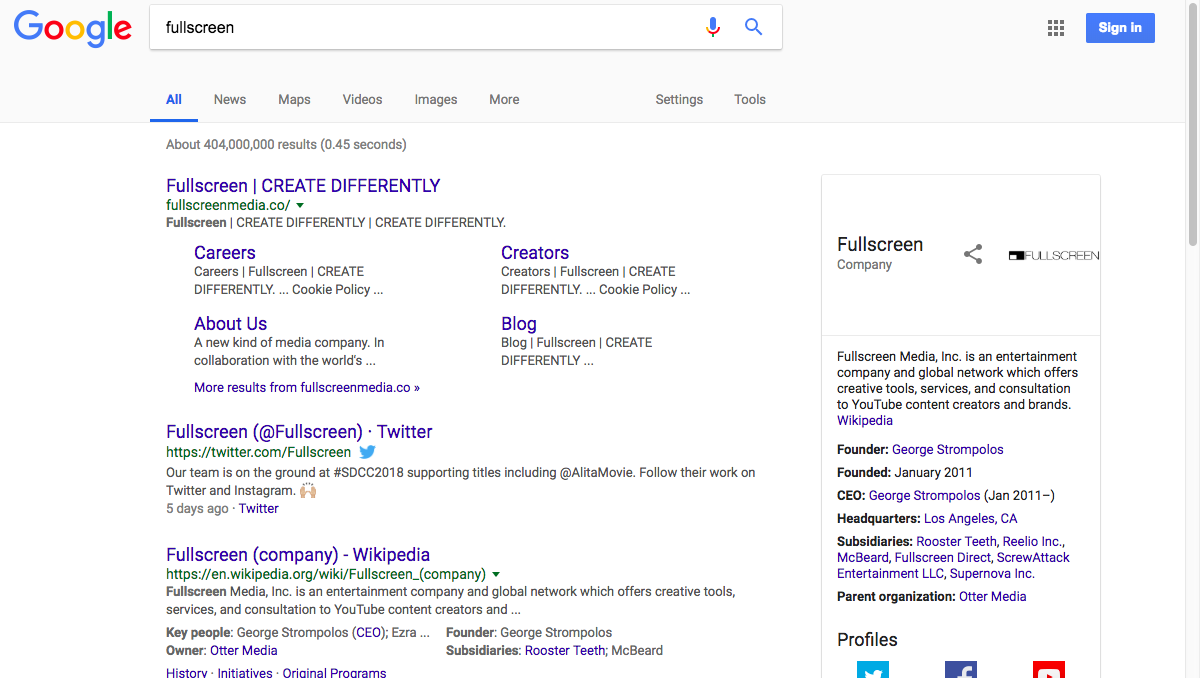 Google
fullscreen
Sign in
All News Maps Videos Images More Settings Tools
About 404,000,000 results (0.45 seconds)
Fullscreen | CREATE DIFFERENTLY
fullscreenmedia.co/
Fullscreen | CREATE DIFFERENTLY | CREATE DIFFERENTLY.
Careers
Careers | Fullscreen | CREATE
DIFFERENTLY. ... Cookie Policy ...
Creators
Creators | Fullscreen | CREATE
DIFFERENTLY. ... Cookie Policy ...
About Us
A new kind of media company. In
collaboration with the world's ...
Blog
Blog | Fullscreen | CREATE
DIFFERENTLY ...
More results from fullscreenmedia.co »
Fullscreen (@Fullscreen) · Twitter
https://twitter.com/Fullscreen
Our team is on the ground at #SDCC2018 supporting titles including @AlitaMovie. Follow their work on
Twitter and Instagram. 🙌🏼
5 days ago · Twitter
Fullscreen (company) - Wikipedia
https://en.wikipedia.org/wiki/Fullscreen_(company)
Fullscreen Media, Inc. is an entertainment company and global network which offers creative tools,
services, and consultation to YouTube content creators and ...
Key people: George Strompolos (CEO); Ezra ... Founder: George Strompolos
Owner: Otter Media Subsidiaries: Rooster Teeth; McBeard
History · Initiatives · Original Programs
Fullscreen
Company
FULLSCREEN
Fullscreen Media, Inc. is an entertainment
company and global network which offers
creative tools, services, and consultation
to YouTube content creators and brands.
Wikipedia
Founder: George Strompolos
Founded: January 2011
CEO: George Strompolos (Jan 2011–)
Headquarters: Los Angeles, CA
Subsidiaries: Rooster Teeth, Reelio Inc.,
McBeard, Fullscreen Direct, ScrewAttack
Entertainment LLC, Supernova Inc.
Parent organization: Otter Media
Profiles